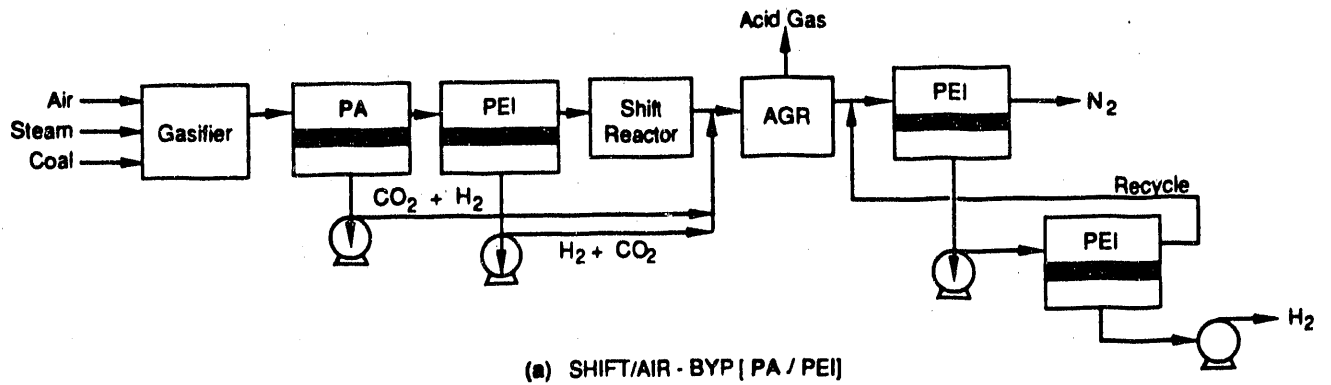 Acid Gas
Air
Steam
Coal
Gasifier
PA
PEI
Shift
Reactor
AGR
PEI
N2
CO2 + H2
H2 + CO2
Recycle
PEI
H2
(a) SHIFT/AIR - BYP [ PA / PEI]